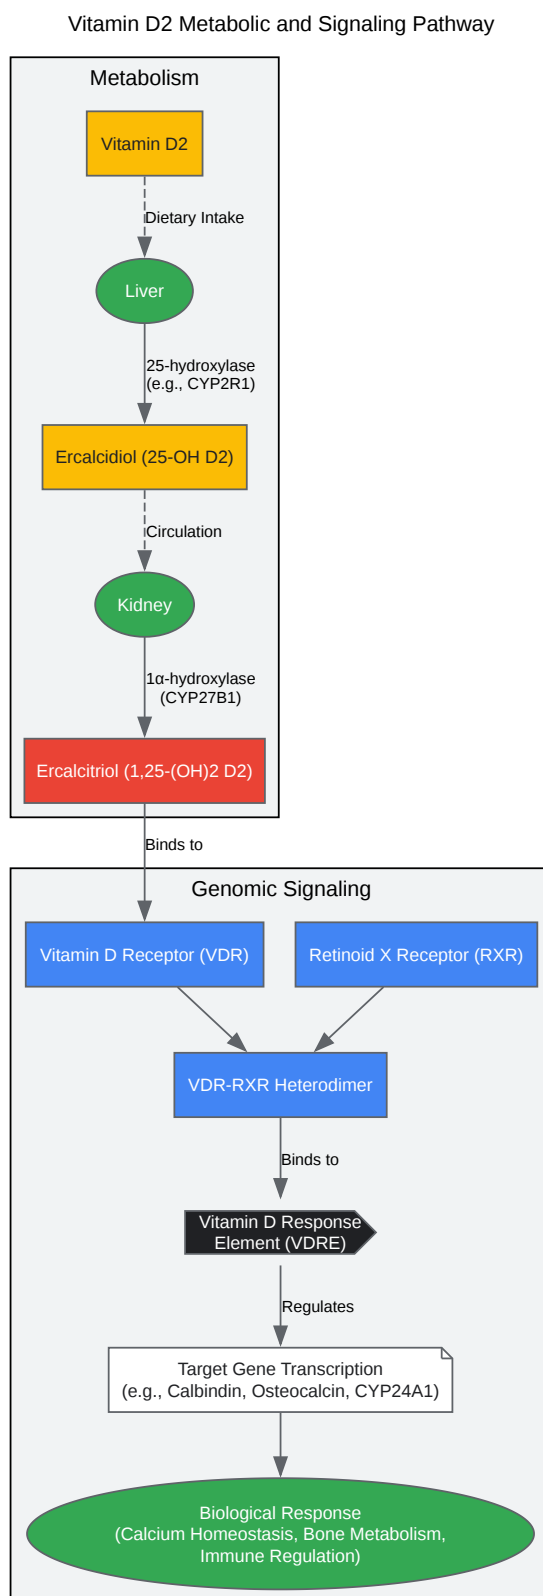 Vitamin D2 Metabolic and Signaling Pathway
Metabolism
Vitamin D2
Dietary Intake
Liver
25-hydroxylase
(e.g., CYP2R1)
Ercalcidiol (25-OH D2)
Circulation
Kidney
1α-hydroxylase
(CYP27B1)
Ercalcitriol (1,25-(OH)2 D2)
Binds to
Genomic Signaling
Vitamin D Receptor (VDR)
Retinoid X Receptor (RXR)
VDR-RXR Heterodimer
Binds to
Vitamin D Response
Element (VDRE)
Regulates
Target Gene Transcription
(e.g., Calbindin, Osteocalcin, CYP24A1)
Biological Response
(Calcium Homeostasis, Bone Metabolism,
Immune Regulation)